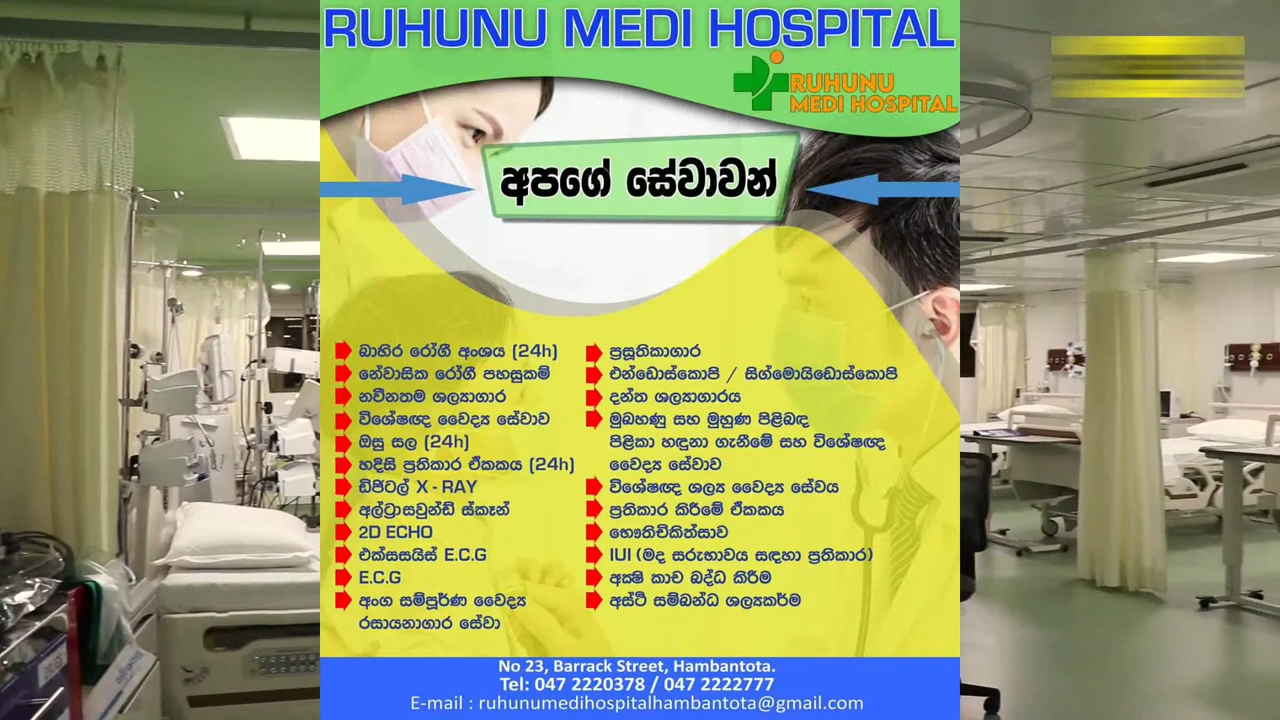 RUHUNU MEDI HOSPITAL
RUHUNU
MEDI HOSPITAL
අපගේ සේවාවන්
බාහිර රෝගී අංශය (24h)
නේවාසික රෝගී පහසුකම්
නවීනතම ශල්‍යාගාර
විශේෂඥ වෛද්‍ය සේවාව
ඔසු සල (24h)
හදිසි ප්‍රතිකාර ඒකකය (24h)
ඩිජිටල් X - RAY
අල්ට්‍රාසවුන්ඩ් ස්කෑන්
2D ECHO
එක්සසයිස් E.C.G
E.C.G
අංග සම්පූර්ණ වෛද්‍ය
රසායනාගාර සේවා
ප්‍රසූතිකාගාර
එන්ඩොස්කොපි / සිග්මොයිඩොස්කොපි
දන්ත ශල්‍යාගාරය
මුඛහණු සහ මුහුණ පිළිබඳ
පිළිකා හඳුනා ගැනීමේ සහ විශේෂඥ
වෛද්‍ය සේවාව
විශේෂඥ ශල්‍ය වෛද්‍ය සේවය
ප්‍රතිකාර කිරීමේ ඒකකය
භෞතචිකිත්සාව
IUI (මද සරුභාවය සඳහා ප්‍රතිකාර)
අක්ෂි කාච බද්ධ කිරීම
අස්ථි සම්බන්ධ ශල්‍යකර්ම
No 23, Barrack Street, Hambantota.
Tel: 047 2220378 / 047 2222777
E-mail : ruhunumedihospitalhambantota@gmail.com